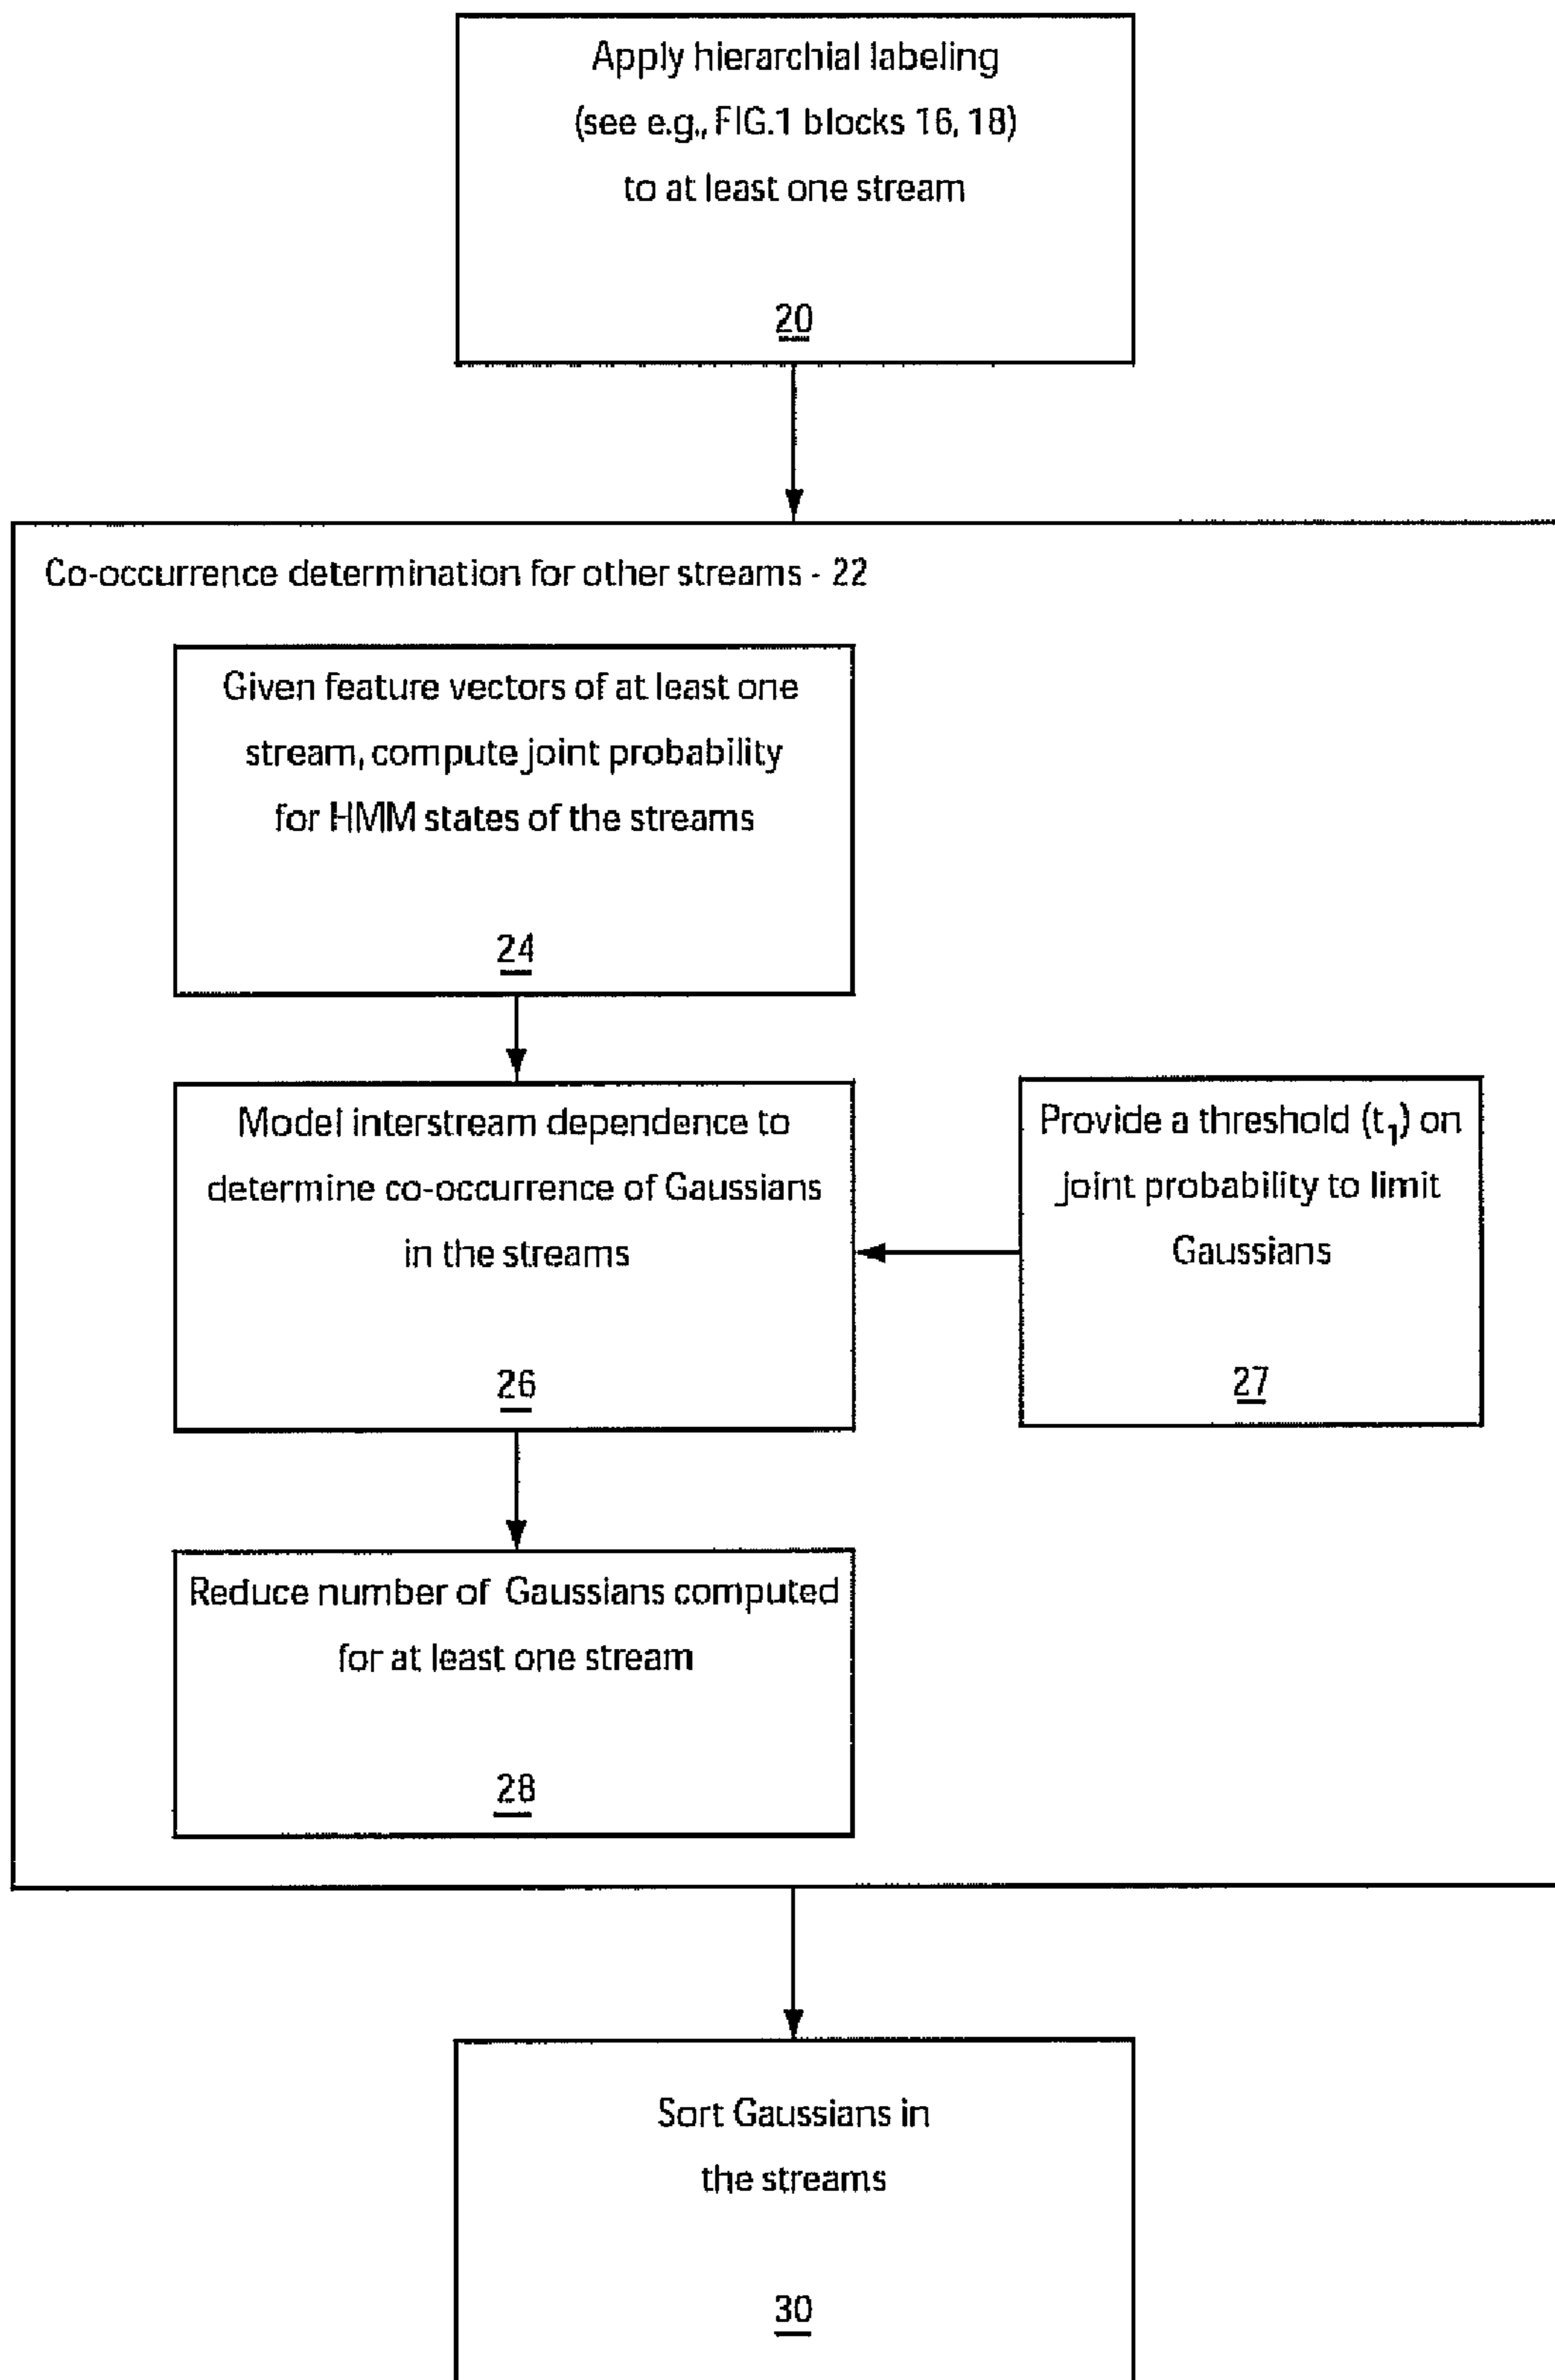 Apply hierarchial labeling
(see e.g., FIG.1 blocks 16, 18)
to at least one stream
20
Co-occurrence determination for other streams - 22
Given feature vectors of at least one
stream, compute joint probability
for HMM states of the streams
24
Model interstream dependence to
determine co-occurrence of Gaussians
in the streams
26
Provide a threshold (t₁) on
joint probability to limit
Gaussians
27
Reduce number of Gaussians computed
for at least one stream
28
Sort Gaussians in
the streams
30